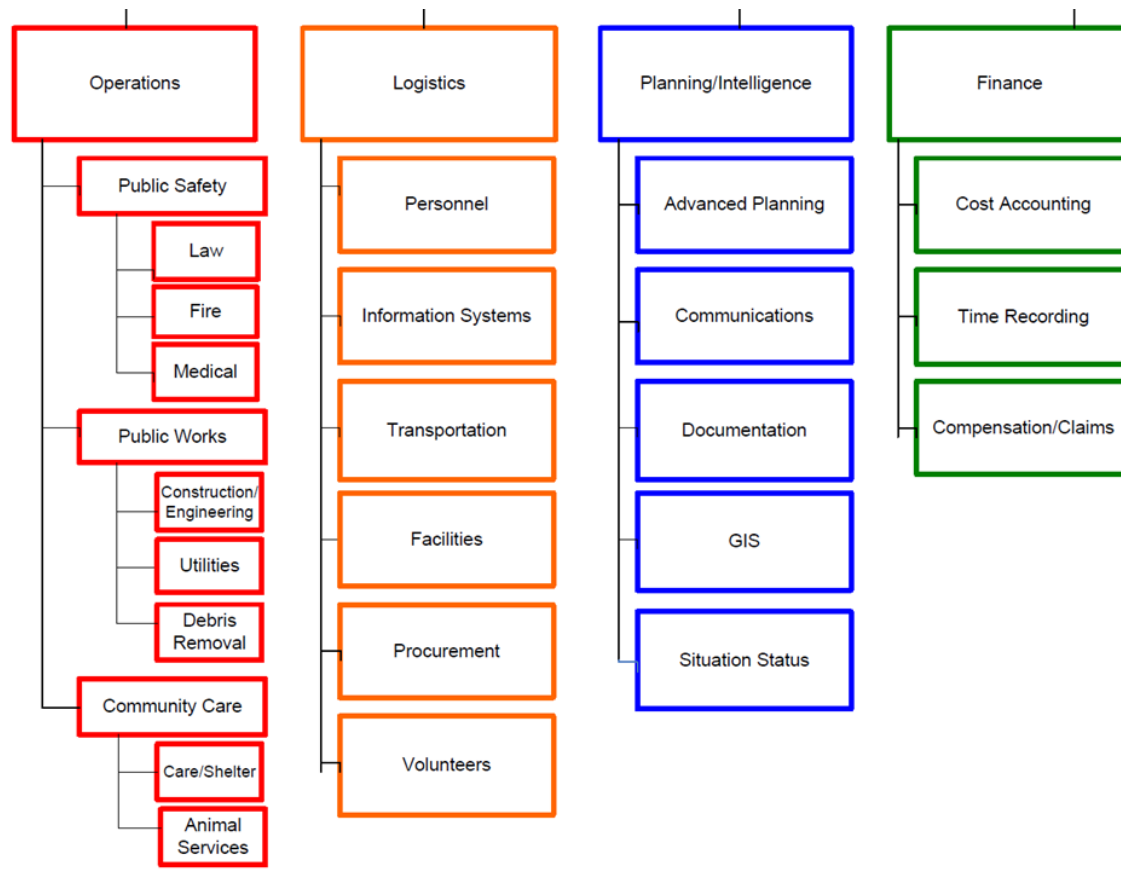 Operations
Public Safety
Law
Fire
Medical
Public Works
Construction/
Engineering
Utilities
Debris
Removal
Community Care
Care/Shelter
Animal
Services
Logistics
Personnel
Information Systems
Transportation
Facilities
Procurement
Volunteers
Planning/Intelligence
Advanced Planning
Communications
Documentation
GIS
Situation Status
Finance
Cost Accounting
Time Recording
Compensation/Claims